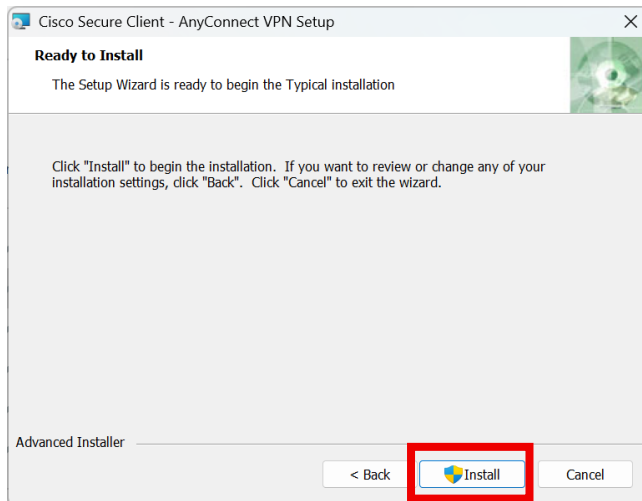 Cisco Secure Client - AnyConnect VPN Setup
Ready to Install
The Setup Wizard is ready to begin the Typical installation
Click "Install" to begin the installation.  If you want to review or change any of your
installation settings, click "Back".  Click "Cancel" to exit the wizard.
Advanced Installer
< Back
Install
Cancel